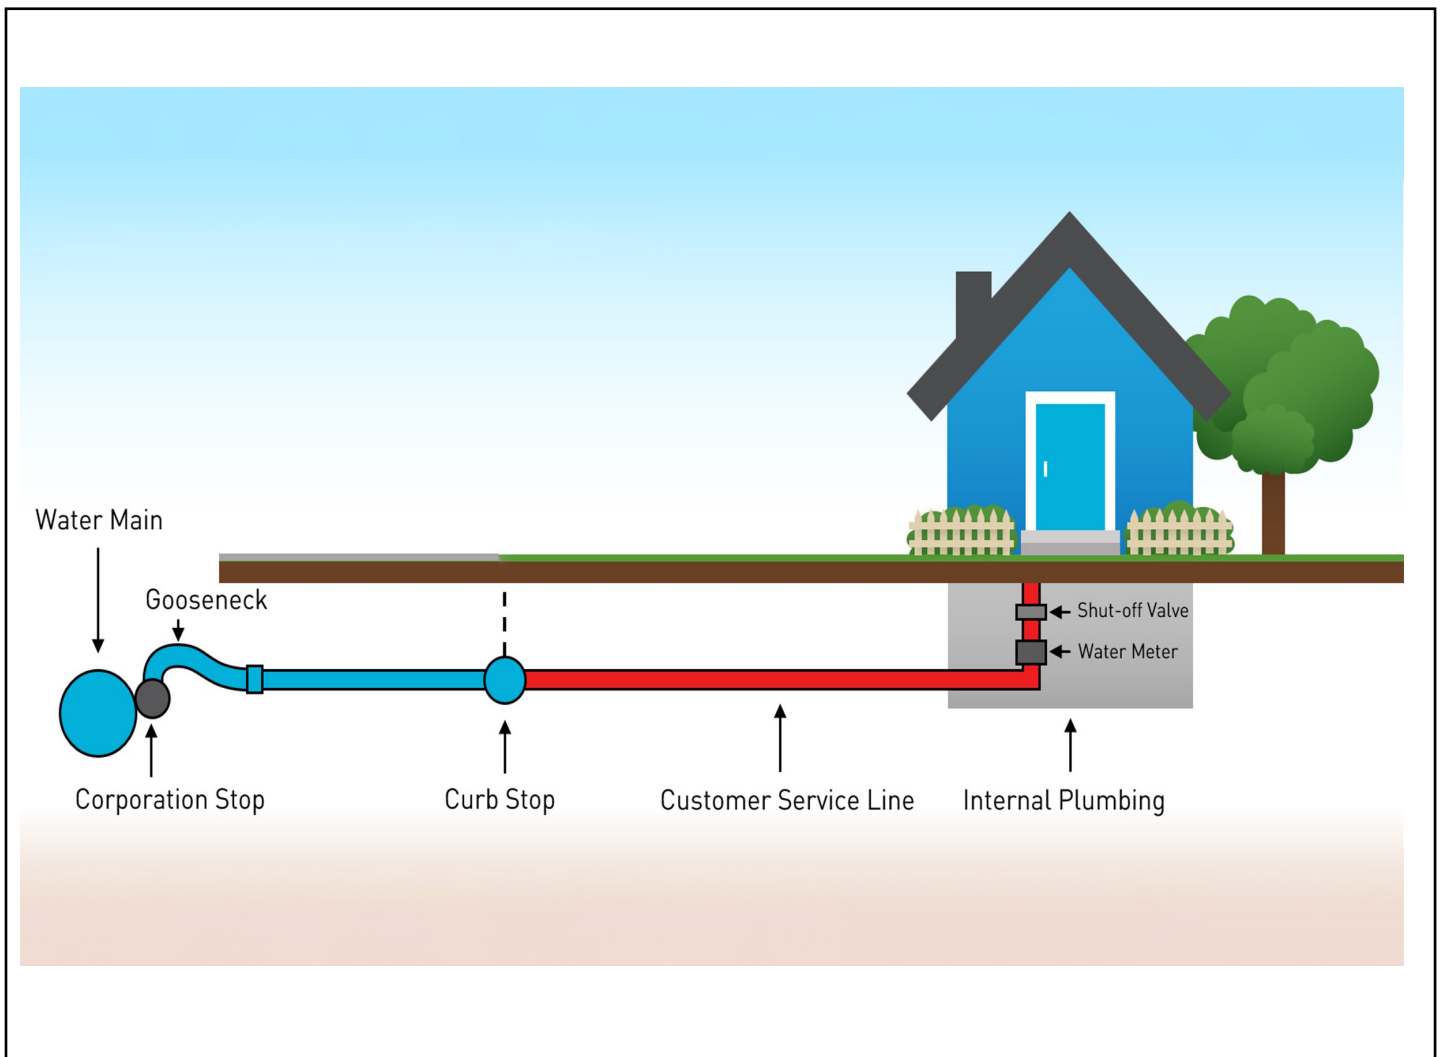 Water Main
Gooseneck
Shut-off Valve
Water Meter
Corporation Stop
Curb Stop
Customer Service Line
Internal Plumbing